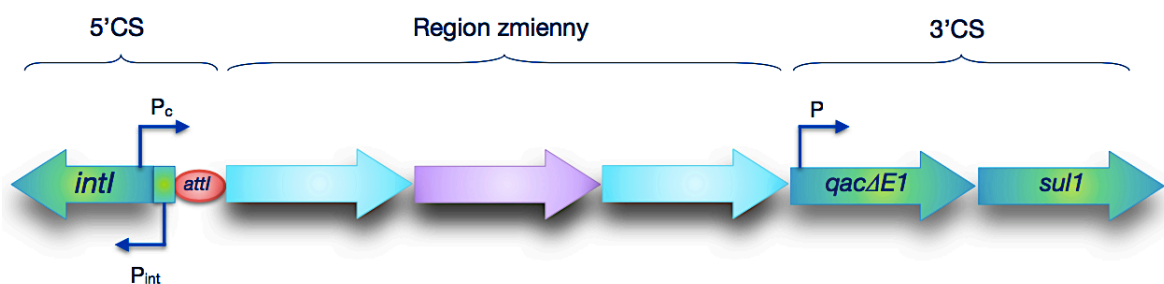 5’CS Region zmienny 3’CS
Pc P
intI attI qacΔE1 sul1
Pint